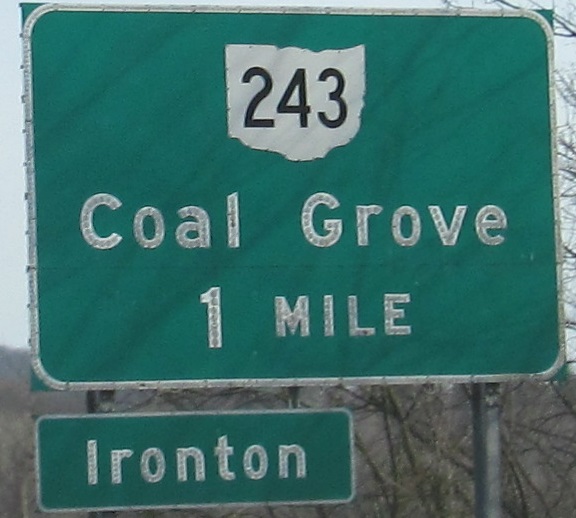 243
Coal Grove
1 MILE
Ironton